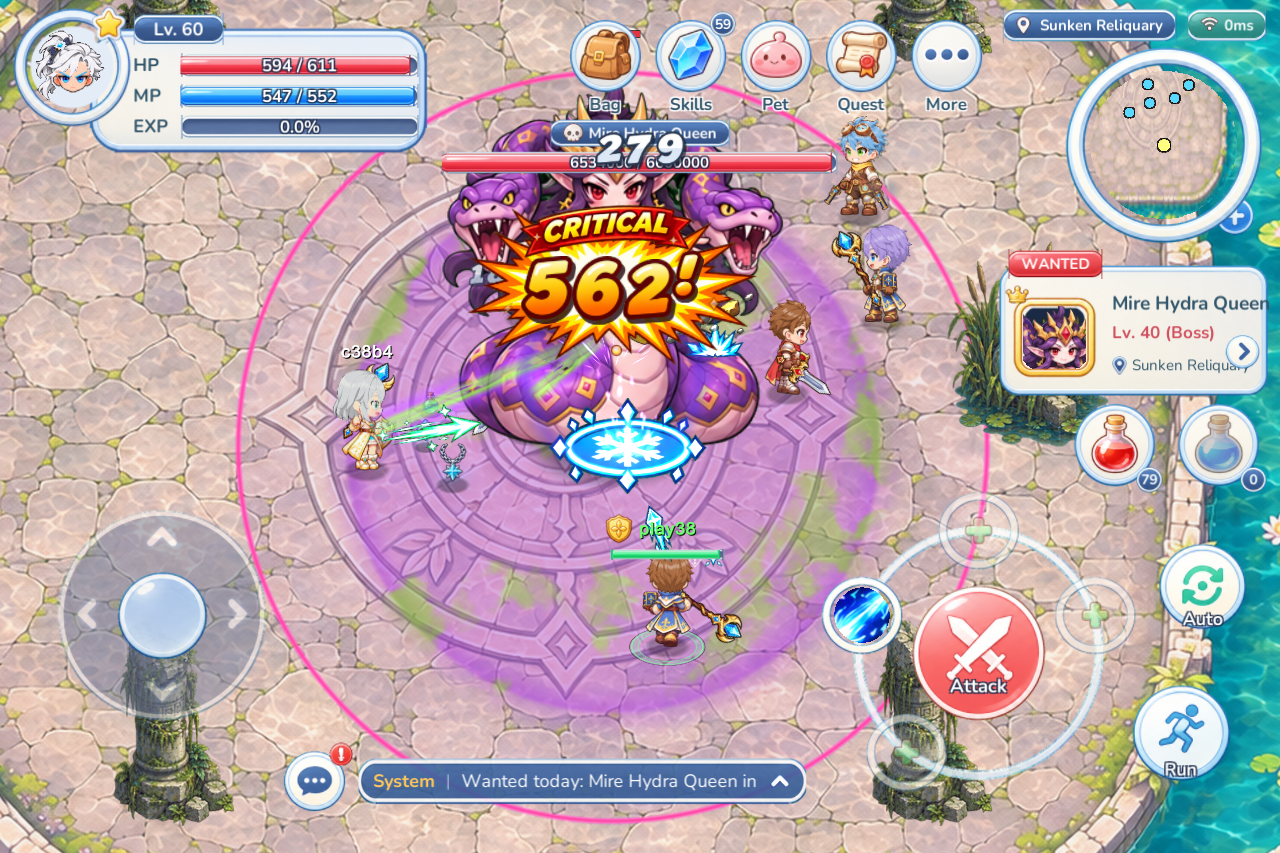 Lv. 60
HP 594 / 611
MP 547 / 552
EXP 0.0%
59
Bag
Skills
Pet
Quest
More
Sunken Reliquary
0ms
Mire Hydra Queen
279
CRITICAL
562!
WANTED
Mire Hydra Queen
Lv. 40 (Boss)
Sunken Reliquary
c38b4
79
0
play38
Auto
Attack
Run
System | Wanted today: Mire Hydra Queen in